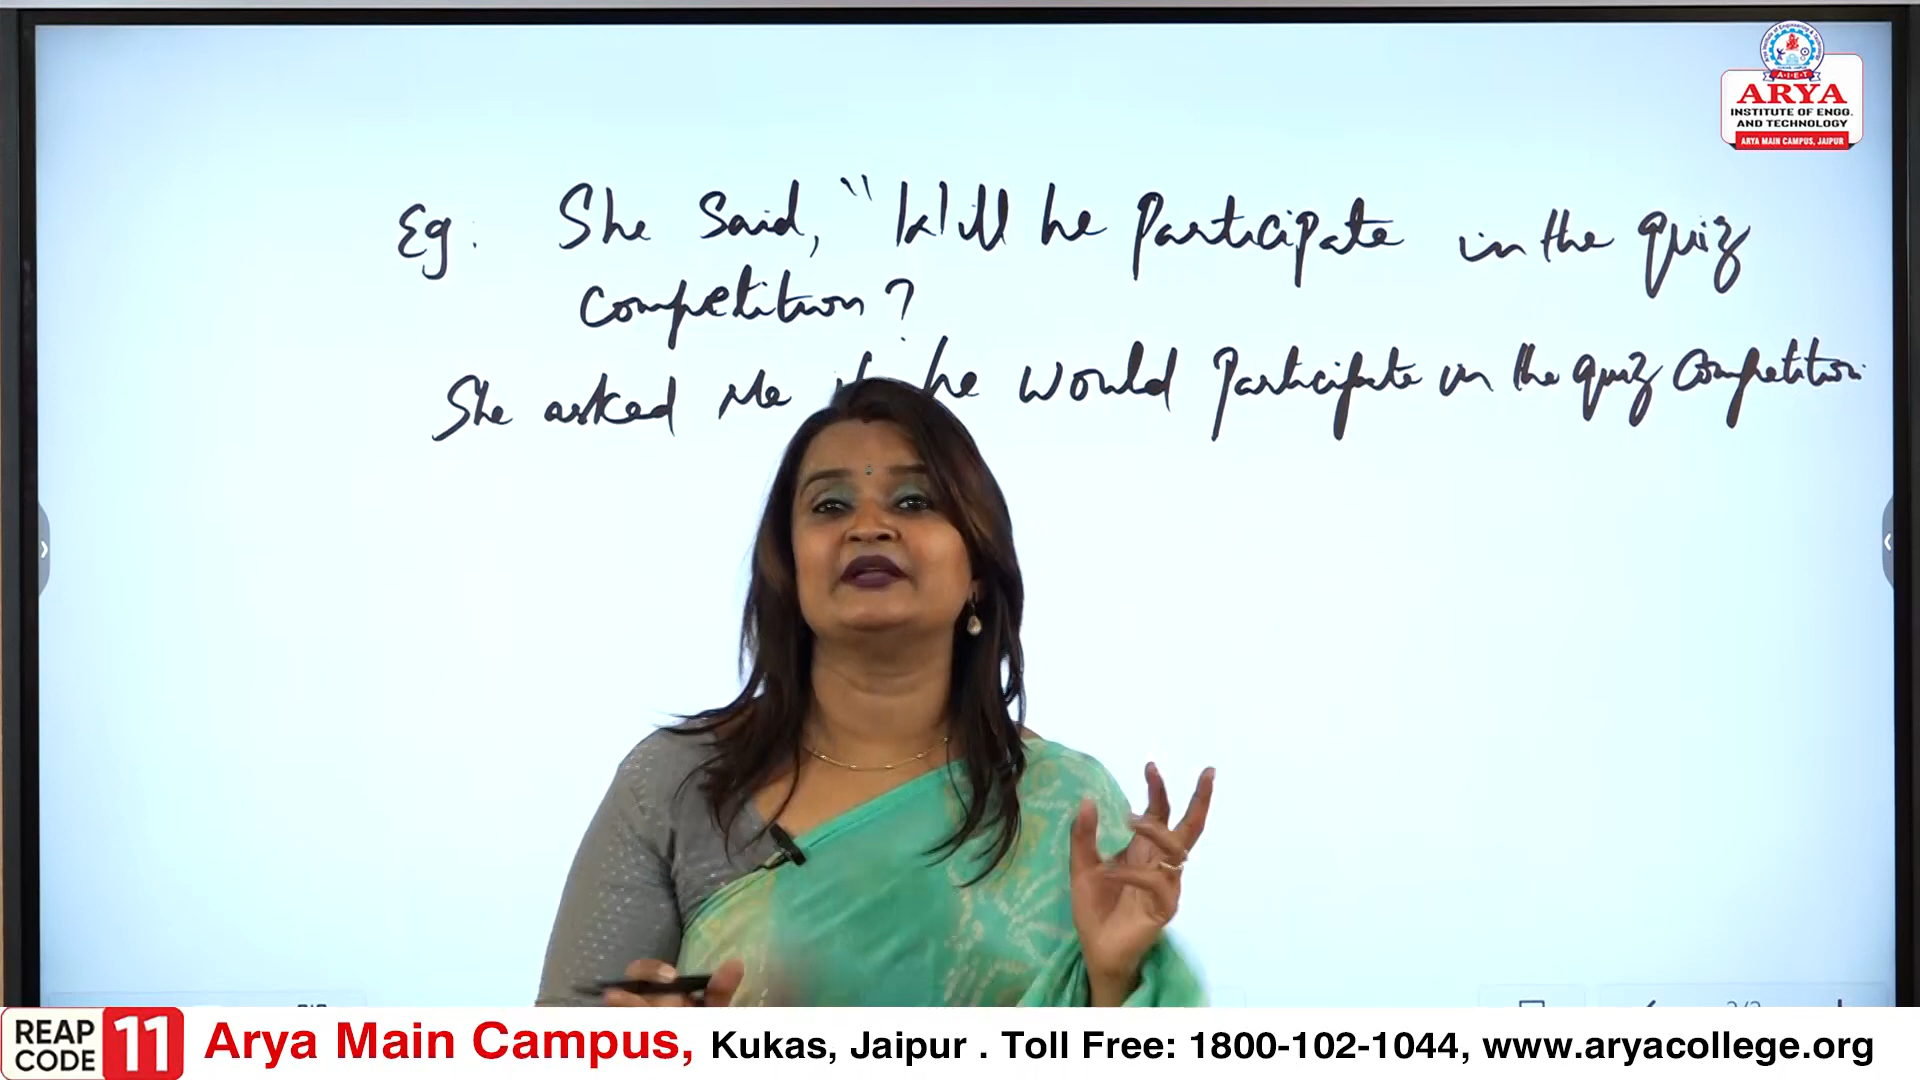 ARYA
INSTITUTE OF ENGG.
AND TECHNOLOGY
ARYA MAIN CAMPUS, JAIPUR
A·I·E·T
Eg. She Said, "Will he Participate in the quiz
Competition?
She asked Me if he would Participate in the quiz Competition.
REAP CODE 11 Arya Main Campus, Kukas, Jaipur . Toll Free: 1800-102-1044, www.aryacollege.org